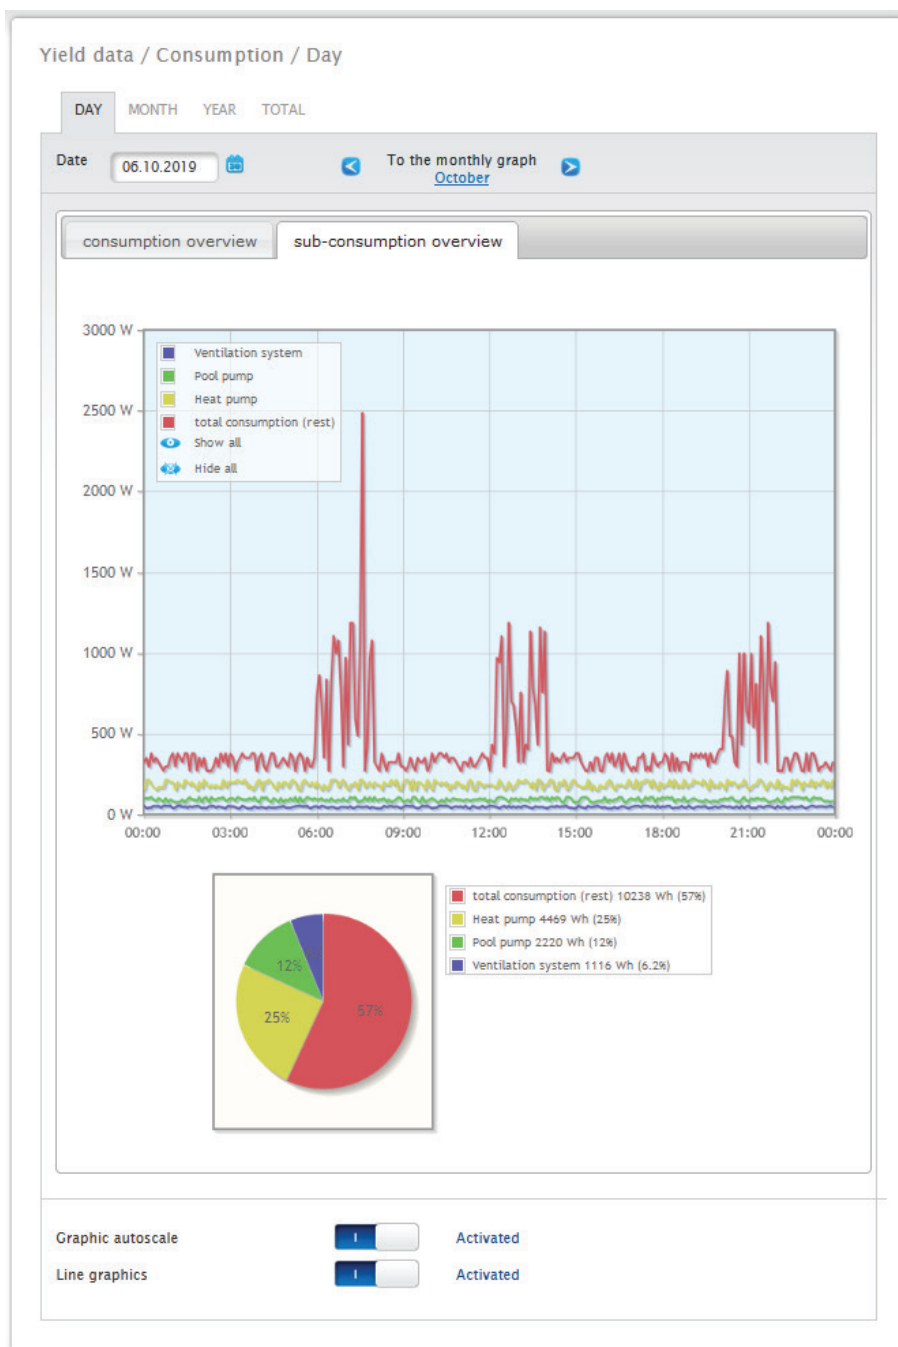 Yield data / Consumption / Day
DAY MONTH YEAR TOTAL
Date 06.10.2019 To the monthly graph
October
consumption overview sub-consumption overview
3000 W
Ventilation system
Pool pump
Heat pump
2500 W
total consumption (rest)
Show all
Hide all
2000 W
1500 W
1000 W
500 W
0 W
00:00 03:00 06:00 09:00 12:00 15:00 18:00 21:00 00:00
total consumption (rest) 10238 Wh (57%)
Heat pump 4469 Wh (25%)
Pool pump 2220 Wh (12%)
Ventilation system 1116 Wh (6.2%)
12%
57%
25%
Graphic autoscale I Activated
Line graphics I Activated